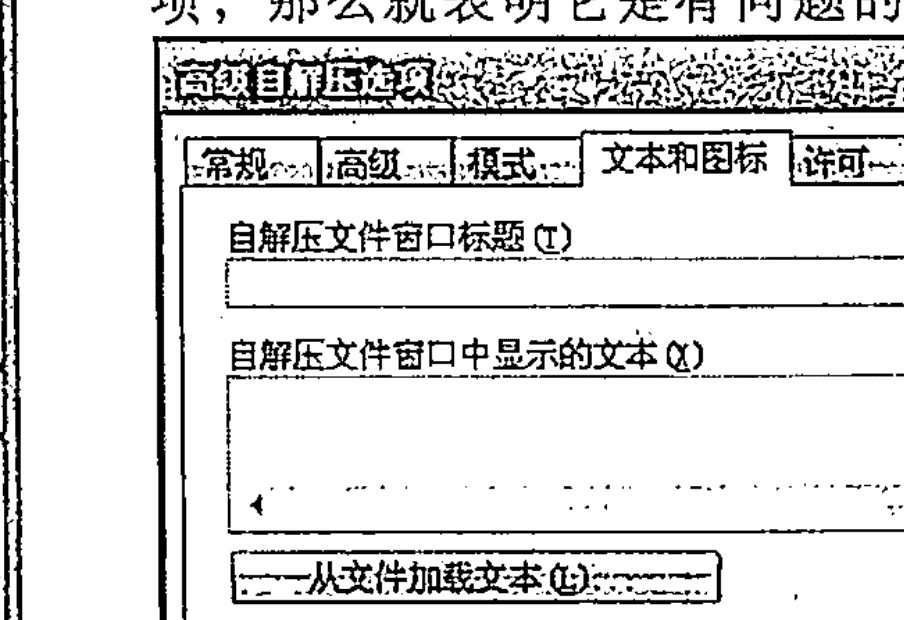 项，那么就表明它是有问题的
高级自解压选项
常规 高级 模式 文本和图标 许可
自解压文件窗口标题(T)
自解压文件窗口中显示的文本(X)
从文件加载文本(L)